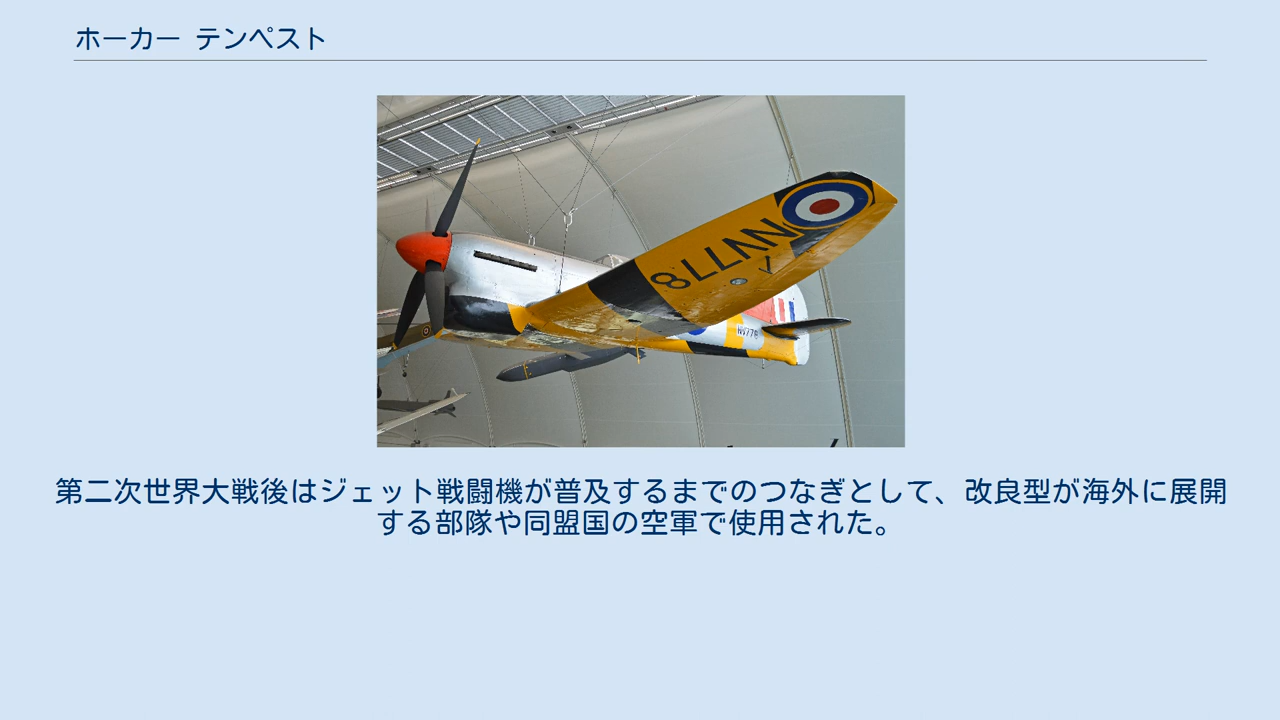 ホーカー テンペスト
8·LLAN
NV778
第二次世界大戦後はジェット戦闘機が普及するまでのつなぎとして、改良型が海外に展開
する部隊や同盟国の空軍で使用された。